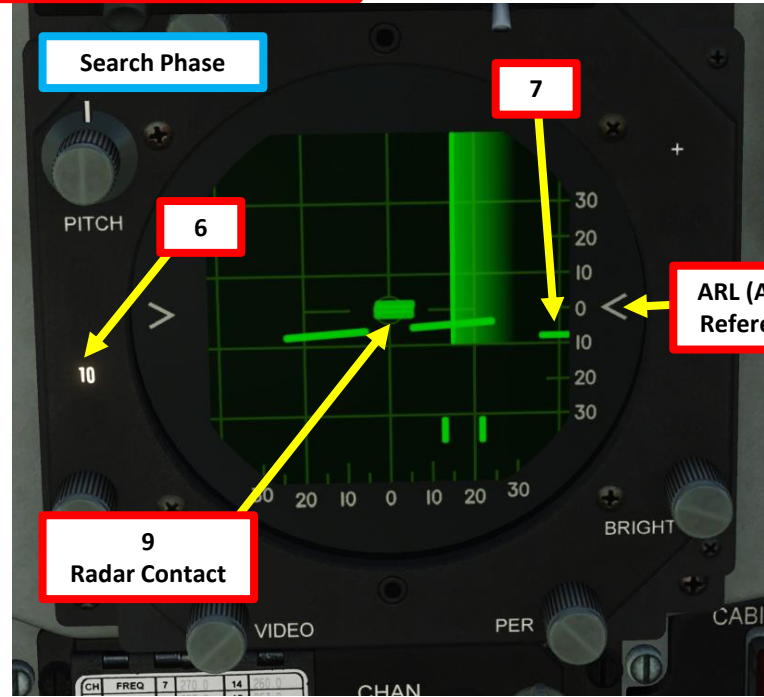 Search Phase
7
+
PITCH
6
30
20
10
0
10
20
30
ARL (A
Refere
10
30 20 10 0 10 20 30
9
Radar Contact
BRIGHT
VIDEO
PER
CABI
CH FREQ 7 270.0 14 260.0
CHAN